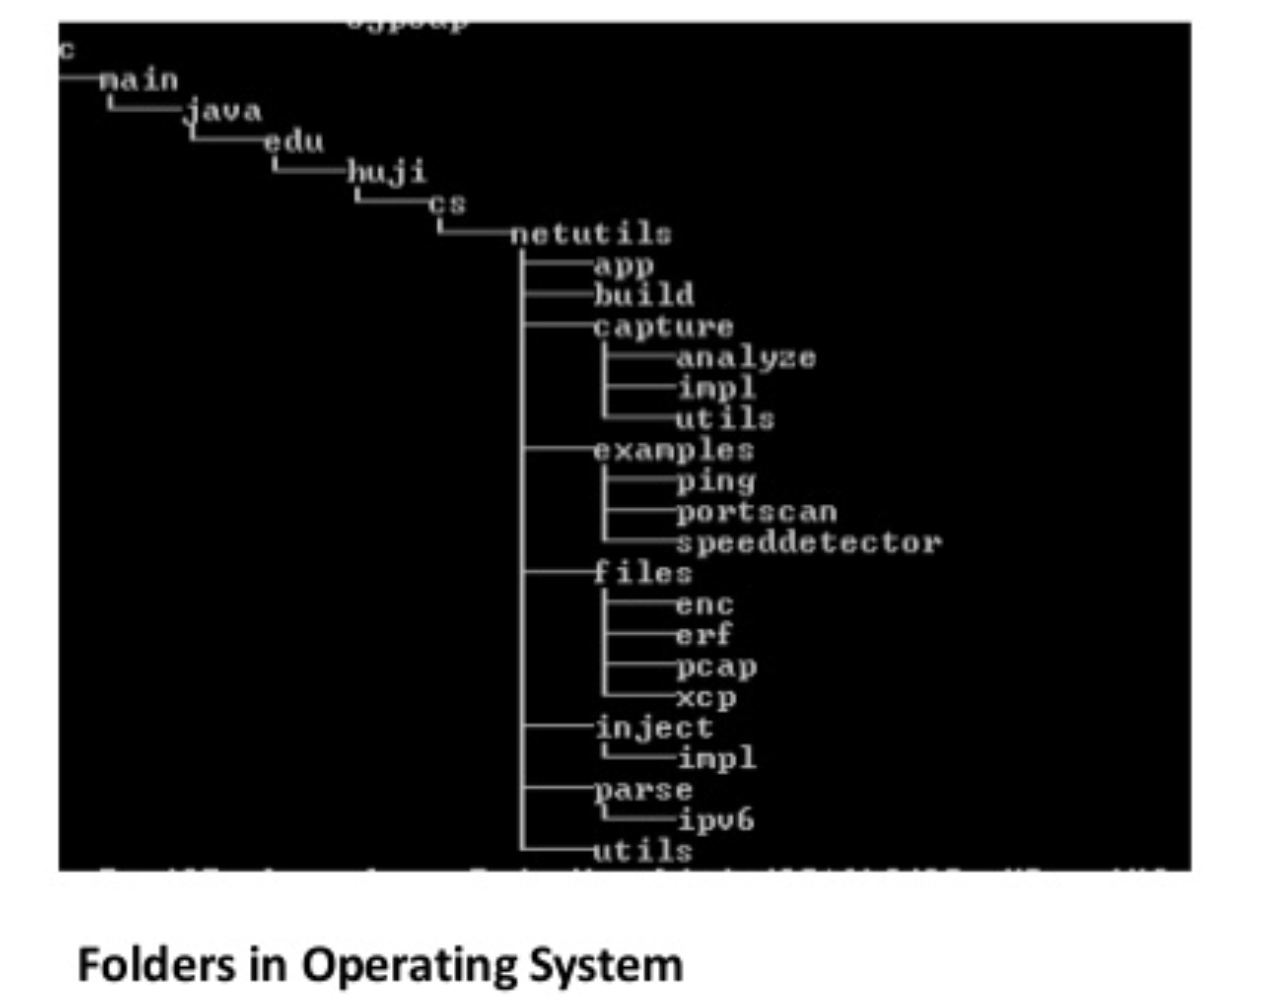 c
main
java
edu
huji
cs
netutils
app
build
capture
analyze
impl
utils
examples
ping
portscan
speeddetector
files
enc
erf
pcap
xcp
inject
impl
parse
ipv6
utils
Folders in Operating System